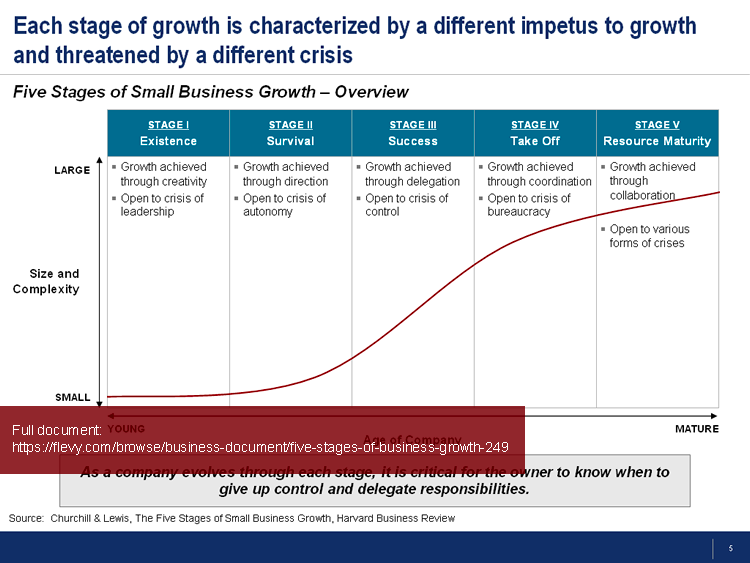 Each stage of growth is characterized by a different impetus to growth
and threatened by a different crisis
Five Stages of Small Business Growth – Overview
STAGE I
Existence
STAGE II
Survival
STAGE III
Success
STAGE IV
Take Off
STAGE V
Resource Maturity
LARGE
▪ Growth achieved
through creativity
▪ Open to crisis of
leadership
▪ Growth achieved
through direction
▪ Open to crisis of
autonomy
▪ Growth achieved
through delegation
▪ Open to crisis of
control
▪ Growth achieved
through coordination
▪ Open to crisis of
bureaucracy
▪ Growth achieved
through
collaboration
▪ Open to various
forms of crises
Size and
Complexity
SMALL
YOUNG
Age of Company
MATURE
Full document:
https://flevy.com/browse/business-document/five-stages-of-business-growth-249
As a company evolves through each stage, it is critical for the owner to know when to
give up control and delegate responsibilities.
Source: Churchill & Lewis, The Five Stages of Small Business Growth, Harvard Business Review
5